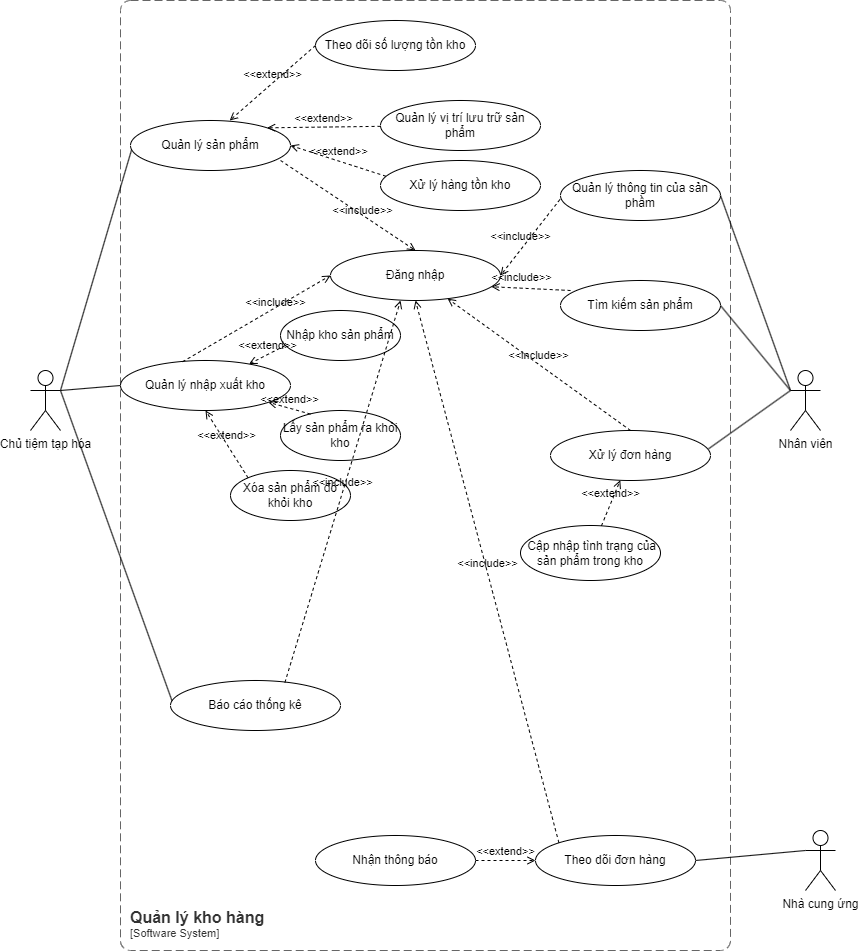 Theo dõi số lượng tồn kho
<<extend>>
Quản lý vị trí lưu trữ sản
phẩm
<<extend>>
Quản lý sản phẩm
<<extend>>
Xử lý hàng tồn kho
Quản lý thông tin của sản
phẩm
<<include>>
<<include>>
Đăng nhập
<<include>>
Tìm kiếm sản phẩm
<<include>>
Nhập kho sản phẩm
<<extend>>
<<include>>
Quản lý nhập xuất kho
<<extend>>
Lấy sản phẩm ra khỏi
kho
<<extend>>
Chủ tiệm tạp hóa
Nhân viên
Xử lý đơn hàng
Xóa sản phẩm đó
khỏi kho
<<include>>
<<extend>>
Cập nhập tình trạng của
sản phẩm trong kho
<<include>>
Báo cáo thống kê
Nhận thông báo
<<extend>>
Theo dõi đơn hàng
Nhà cung ứng
Quản lý kho hàng
[Software System]